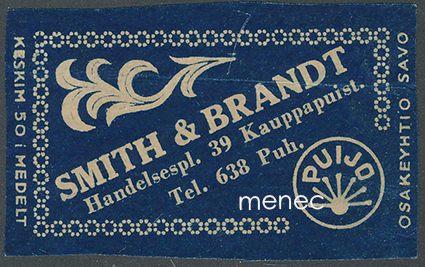 KESKIM 50 i MEDELT
SMITH & BRANDT
Handelsespl. 39 Kauppapuist.
Tel. 638 Puh.
menec
PUIJO
OSAKEYHTIÖ SAVO